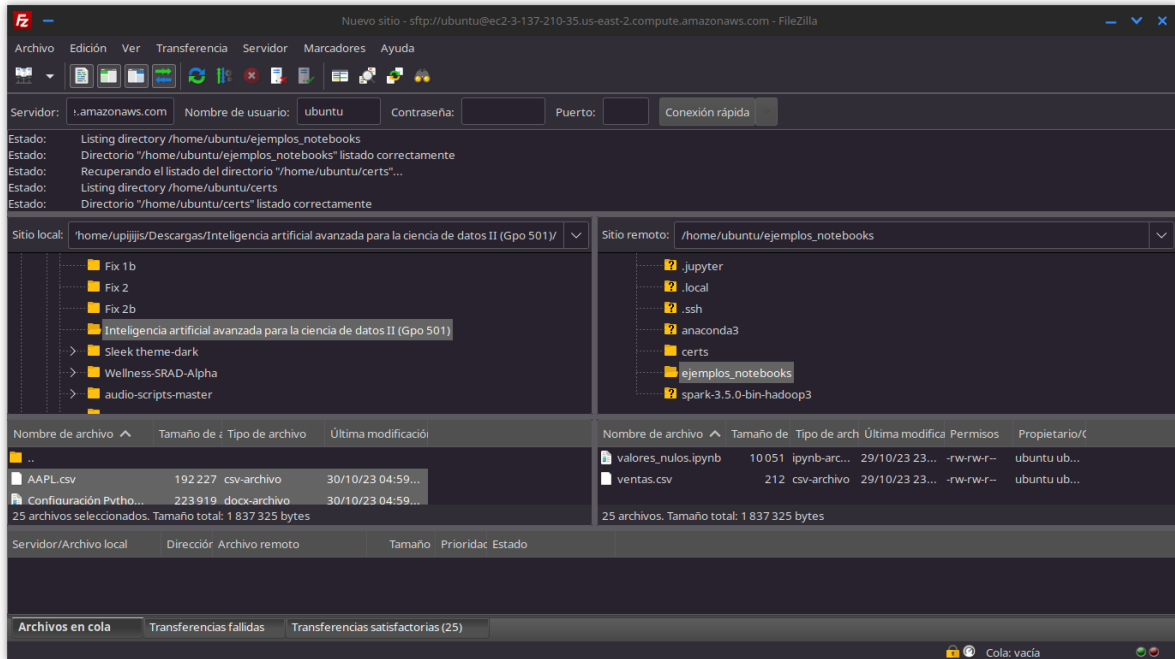 Nuevo sitio - sftp://ubuntu@ec2-3-137-210-35.us-east-2.compute.amazonaws.com - FileZilla
Archivo Edición Ver Transferencia Servidor Marcadores Ayuda
Servidor: e.amazonaws.com Nombre de usuario: ubuntu Contraseña: Puerto: Conexión rápida
Estado: Listing directory /home/ubuntu/ejemplos_notebooks
Estado: Directorio "/home/ubuntu/ejemplos_notebooks" listado correctamente
Estado: Recuperando el listado del directorio "/home/ubuntu/certs"...
Estado: Listing directory /home/ubuntu/certs
Estado: Directorio "/home/ubuntu/certs" listado correctamente
Sitio local: /home/upijijis/Descargas/Inteligencia artificial avanzada para la ciencia de datos II (Gpo 501)/
Fix 1b
Fix 2
Fix 2b
Inteligencia artificial avanzada para la ciencia de datos II (Gpo 501)
Sleek theme-dark
Wellness-SRAD-Alpha
audio-scripts-master
Nombre de archivo Tamaño de a Tipo de archivo Última modificación
..
AAPL.csv 192 227 csv-archivo 30/10/23 04:59...
Configuración Pytho... 223 919 docx-archivo 30/10/23 04:59...
25 archivos seleccionados. Tamaño total: 1 837 325 bytes
Sitio remoto: /home/ubuntu/ejemplos_notebooks
.jupyter
.local
.ssh
anaconda3
certs
ejemplos_notebooks
spark-3.5.0-bin-hadoop3
Nombre de archivo Tamaño de Tipo de arch Última modifica Permisos Propietario/G
valores_nulos.ipynb 10 051 ipynb-arc... 29/10/23 23... -rw-rw-r-- ubuntu ub...
ventas.csv 212 csv-archivo 29/10/23 23... -rw-rw-r-- ubuntu ub...
25 archivos. Tamaño total: 1 837 325 bytes
Servidor/Archivo local Dirección Archivo remoto Tamaño Prioridad Estado
Archivos en cola Transferencias fallidas Transferencias satisfactorias (25)
Cola: vacía